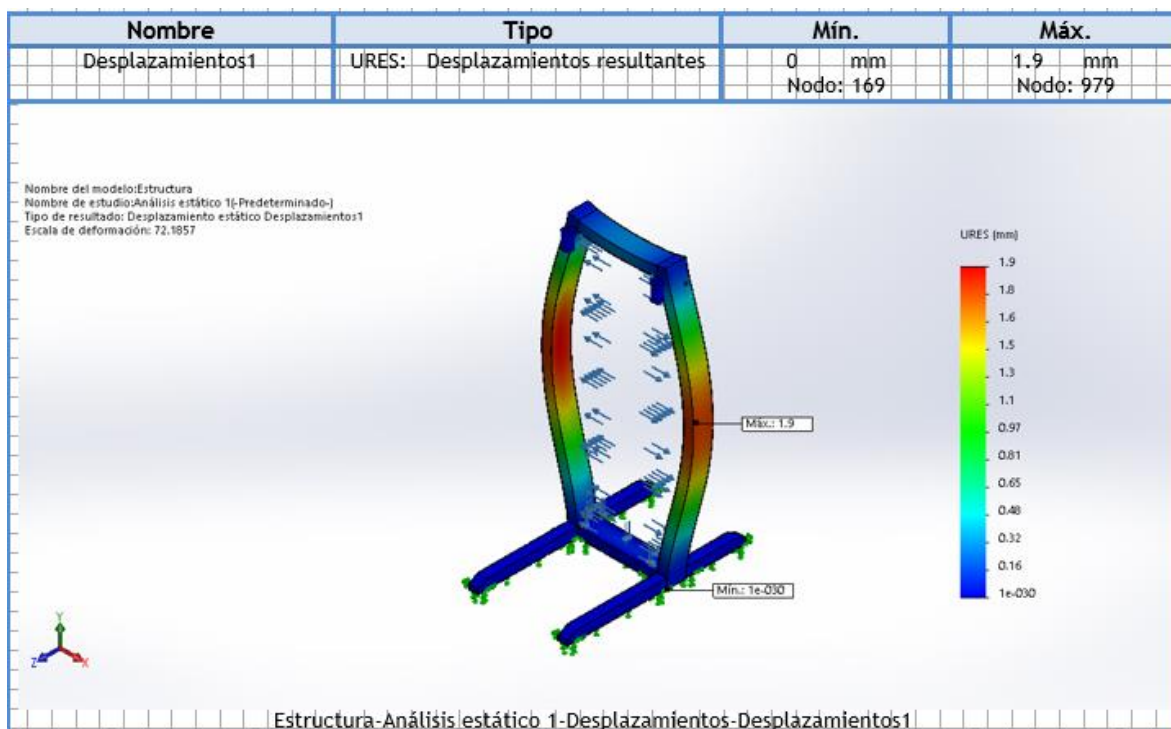 Nombre Tipo Mín. Máx.
Desplazamientos1 URES: Desplazamientos resultantes 0 mm 1.9 mm
Nodo: 169 Nodo: 979
Nombre del modelo:Estructura
Nombre de estudio:Análisis estático 1(-Predeterminado-)
Tipo de resultado: Desplazamiento estático Desplazamientos1
Escala de deformación: 72.1857
URES (mm)
1.9
1.8
1.6
1.5
1.3
1.1
0.97
0.81
0.65
0.48
0.32
0.16
1e-030
Máx.: 1.9
Mín.: 1e-030
Y
Z
X
Estructura-Análisis estático 1-Desplazamientos-Desplazamientos1